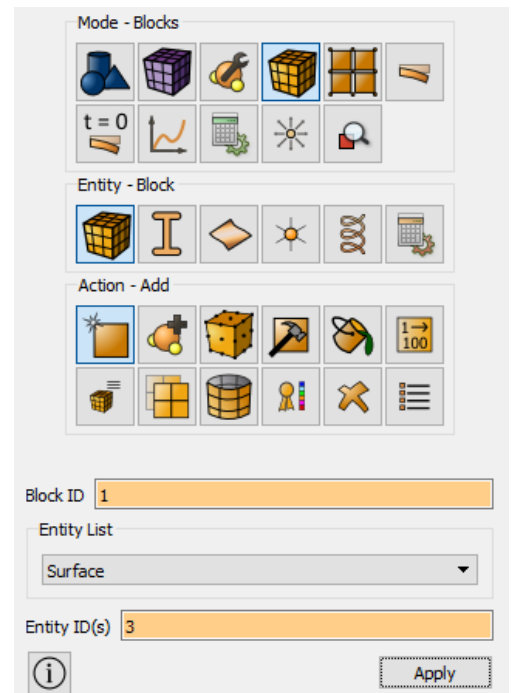 Mode - Blocks
t = 0
Entity - Block
Action - Add
1→
100
Block ID 1
Entity List
Surface
Entity ID(s) 3
i
Apply